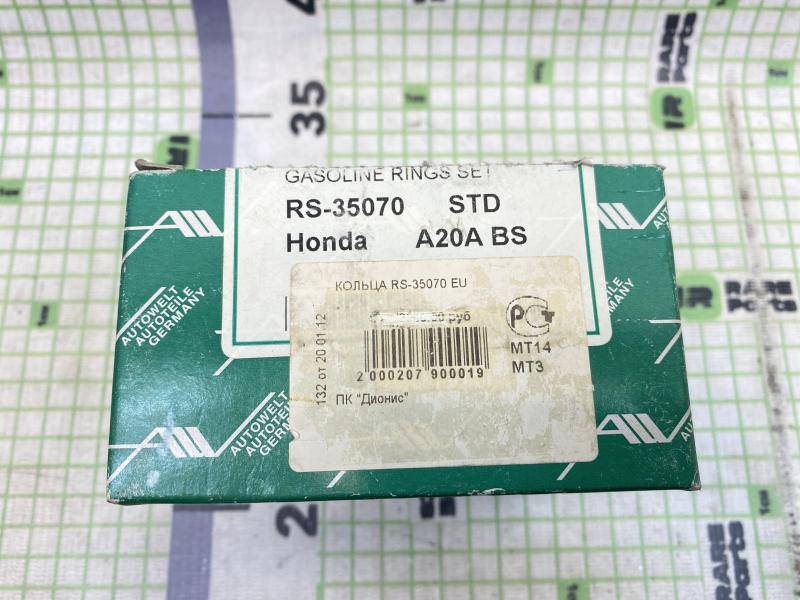 35
RARE
Parts
GASOLINE RINGS SET
RS-35070 STD
Honda A20A BS
КОЛЬЦА RS-35070 EU
132 от 20 01.12
2 000207 900019
ПК "Дионис"
РСТ
МТ14
МТ3
AUTOWELT
AUTOTEILE
GERMANY
AUTOWELT
AUTOTEILE
GERMANY
AUTOWELT
AUTOTEILE
GERMANY
RARE
Parts
RARE
Parts